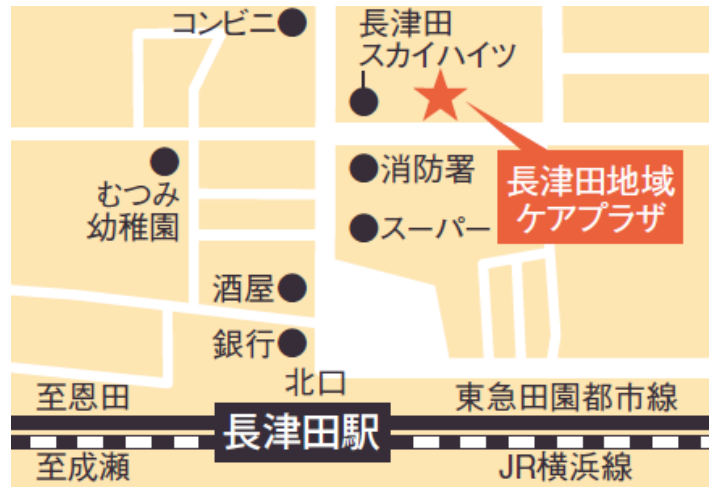 コンビニ
長津田
スカイハイツ
むつみ
幼稚園
消防署
スーパー
長津田地域
ケアプラザ
酒屋
銀行
北口
至恩田
東急田園都市線
長津田駅
至成瀬
JR横浜線